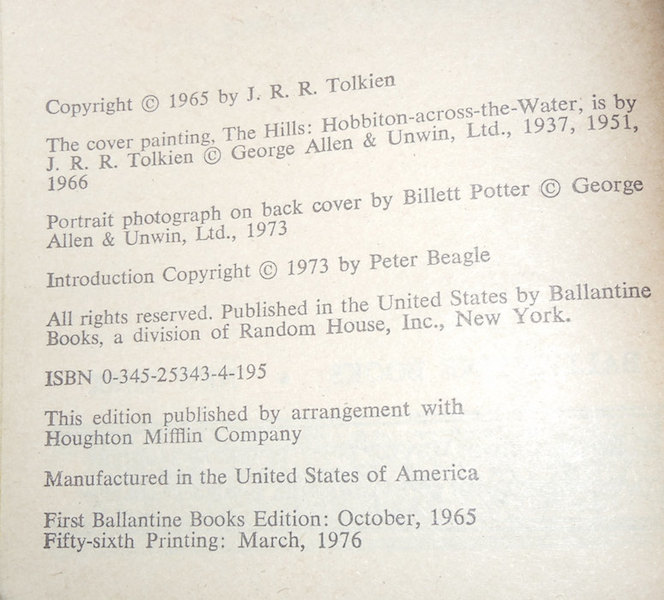 Copyright © 1965 by J. R. R. Tolkien
The cover painting, The Hills: Hobbiton-across-the-Water, is by
J. R. R. Tolkien © George Allen & Unwin, Ltd., 1937, 1951,
1966
Portrait photograph on back cover by Billett Potter © George
Allen & Unwin, Ltd., 1973
Introduction Copyright © 1973 by Peter Beagle
All rights reserved. Published in the United States by Ballantine
Books, a division of Random House, Inc., New York.
ISBN 0-345-25343-4-195
This edition published by arrangement with
Houghton Mifflin Company
Manufactured in the United States of America
First Ballantine Books Edition: October, 1965
Fifty-sixth Printing: March, 1976